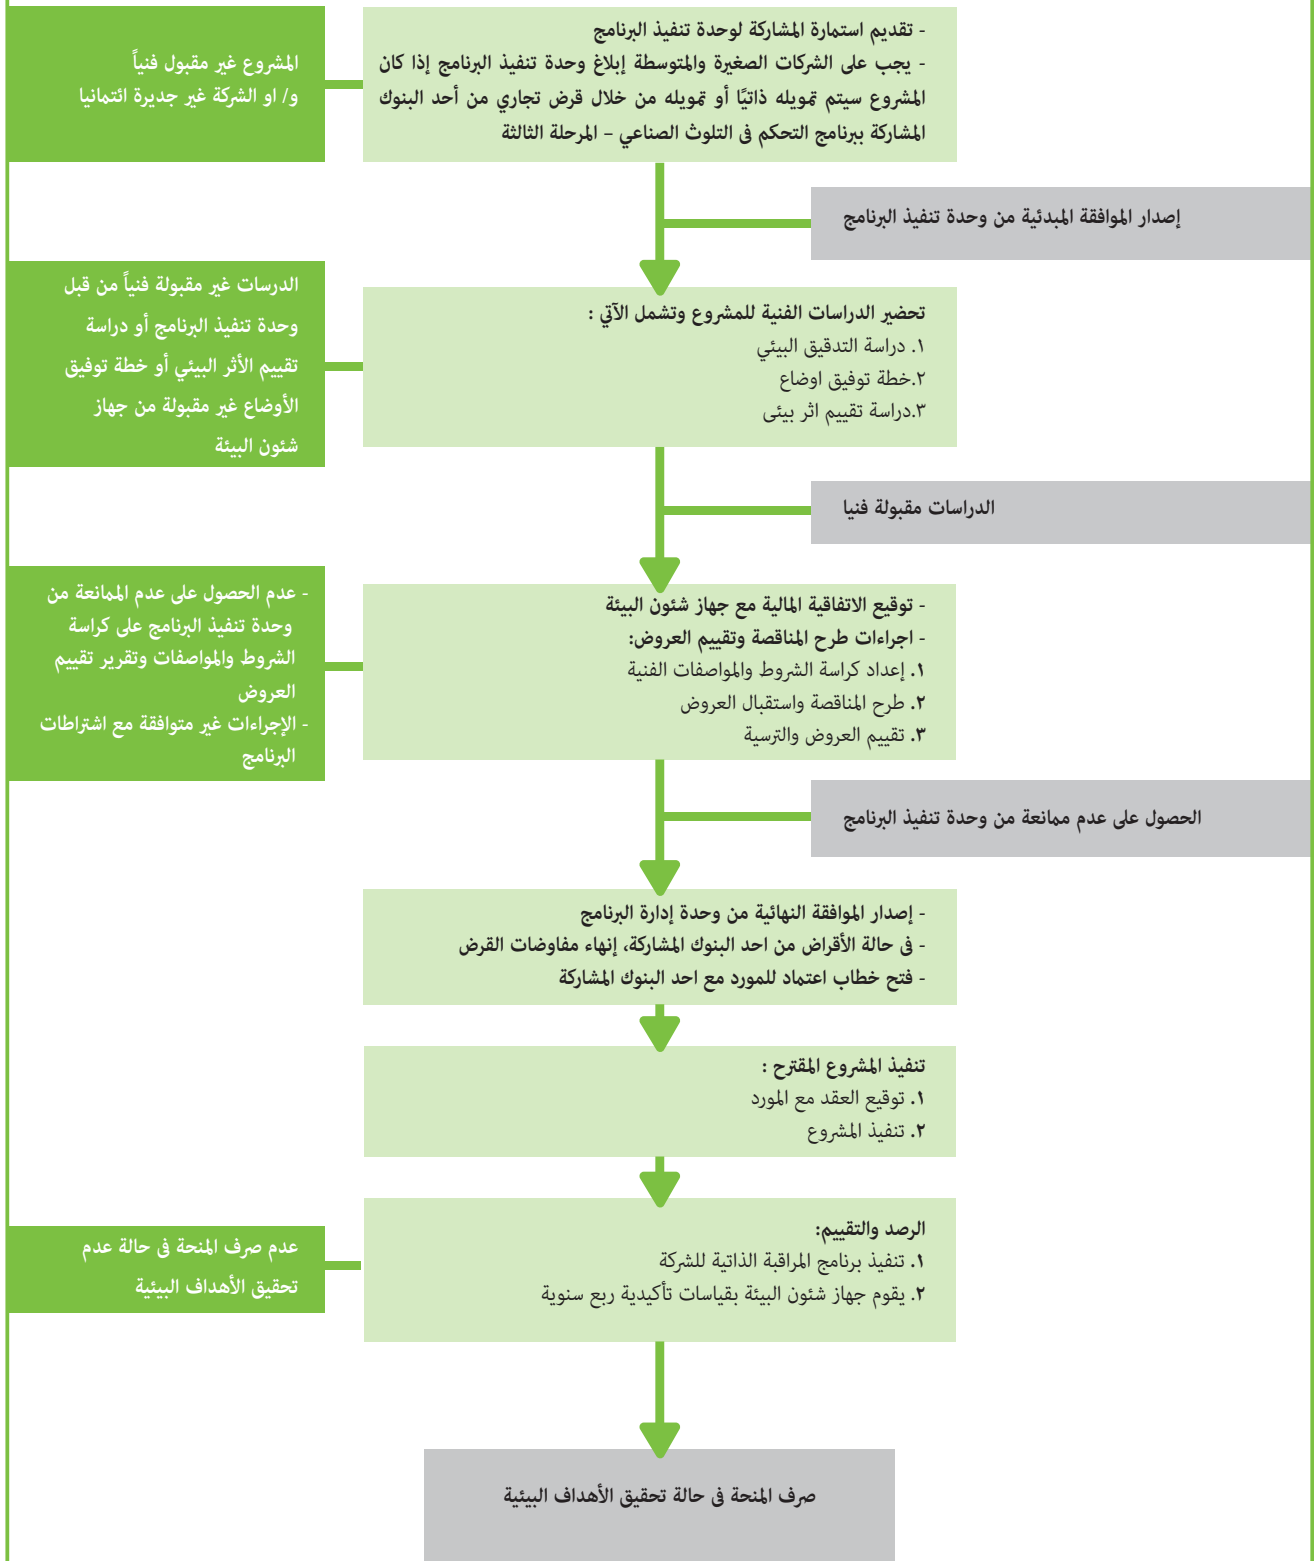 - تقديم استمارة المشاركة لوحدة تنفيذ البرنامج
- يجب على الشركات الصغيرة والمتوسطة إبلاغ وحدة تنفيذ البرنامج إذا كان
المشروع سيتم تمويله ذاتيًا أو تمويله من خلال قرض تجاري من أحد البنوك
المشاركة ببرنامج التحكم فى التلوث الصناعي – المرحلة الثالثة
المشروع غير مقبول فنياً
و/ او الشركة غير جديرة ائتمانيا
إصدار الموافقة المبدئية من وحدة تنفيذ البرنامج
تحضير الدراسات الفنية للمشروع وتشمل الآتي :
١. دراسة التدقيق البيئي
٢.خطة توفيق اوضاع
٣.دراسة تقييم اثر بيئى
الدرسات غير مقبولة فنياً من قبل
وحدة تنفيذ البرنامج أو دراسة
تقييم الأثر البيئي أو خطة توفيق
الأوضاع غير مقبولة من جهاز
شئون البيئة
الدراسات مقبولة فنيا
- توقيع الاتفاقية المالية مع جهاز شئون البيئة
- اجراءات طرح المناقصة وتقييم العروض:
١. إعداد كراسة الشروط والمواصفات الفنية
٢. طرح المناقصة واستقبال العروض
٣. تقييم العروض والترسية
- عدم الحصول على عدم الممانعة من
وحدة تنفيذ البرنامج على كراسة
الشروط والمواصفات وتقرير تقييم
العروض
- الإجراءات غير متوافقة مع اشتراطات
البرنامج
الحصول على عدم ممانعة من وحدة تنفيذ البرنامج
- إصدار الموافقة النهائية من وحدة إدارة البرنامج
- فى حالة الأقراض من احد البنوك المشاركة، إنهاء مفاوضات القرض
- فتح خطاب اعتماد للمورد مع احد البنوك المشاركة
تنفيذ المشروع المقترح :
١. توقيع العقد مع المورد
٢. تنفيذ المشروع
الرصد والتقييم:
١. تنفيذ برنامج المراقبة الذاتية للشركة
٢. يقوم جهاز شئون البيئة بقياسات تأكيدية ربع سنوية
عدم صرف المنحة فى حالة عدم
تحقيق الأهداف البيئية
صرف المنحة فى حالة تحقيق الأهداف البيئية